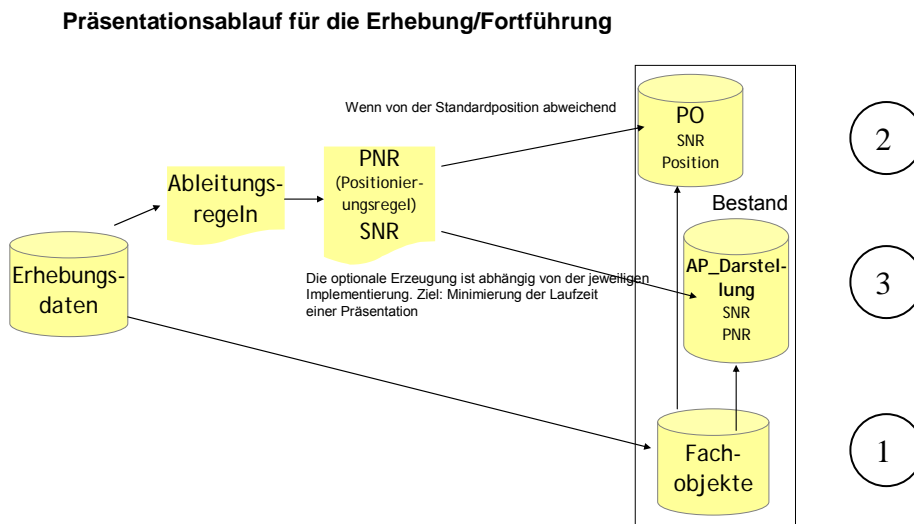 Präsentationsablauf für die Erhebung/Fortführung
Wenn von der Standardposition abweichend
PO
SNR
Position
2
Ableitungs-
regeln
PNR
(Positionier-
ungsregel)
SNR
Bestand
Erhebungs-
daten
Die optionale Erzeugung ist abhängig von der jeweiligen
Implementierung. Ziel: Minimierung der Laufzeit
einer Präsentation
AP_Darstel-
lung
SNR
PNR
3
Fach-
objekte
1